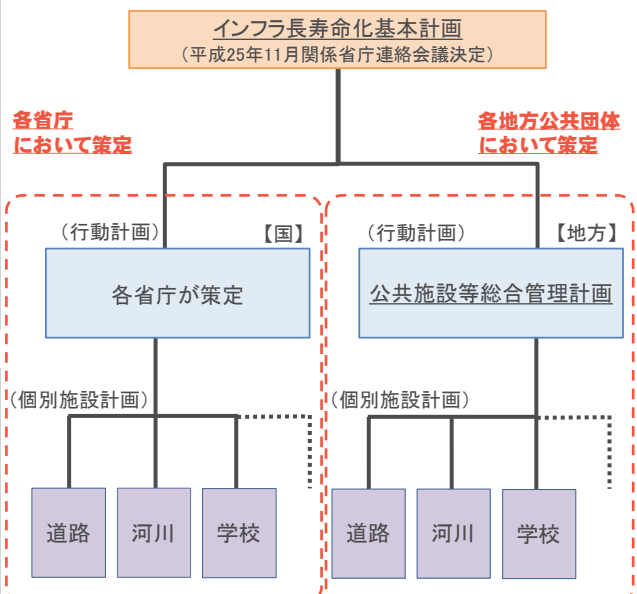 インフラ長寿命化基本計画
（平成25年11月関係省庁連絡会議決定）
各省庁
において策定
各地方公共団体
において策定
（行動計画）
【国】
（行動計画）
【地方】
各省庁が策定
公共施設等総合管理計画
（個別施設計画）
（個別施設計画）
道路
河川
学校
道路
河川
学校